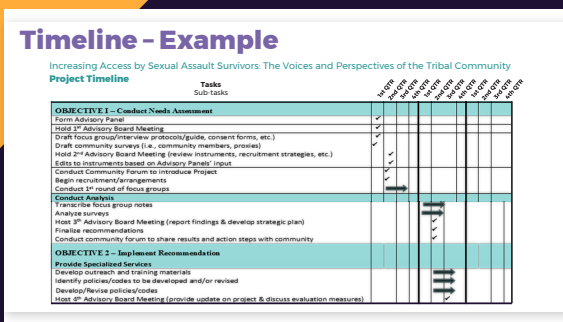 Timeline – Example
Increasing Access by Sexual Assault Survivors: The Voices and Perspectives of the Tribal Community
Project Timeline
Tasks
Sub-tasks
1st QTR 2nd QTR 3rd QTR 4th QTR 1st QTR 2nd QTR 3rd QTR 4th QTR 1st QTR 2nd QTR 3rd QTR 4th QTR
OBJECTIVE 1 – Conduct Needs Assessment
Form Advisory Panel
Hold 1st Advisory Board Meeting
Draft focus group/interview protocols/guide, consent forms, etc.)
Draft community surveys (i.e., community members, proxies)
Hold 2nd Advisory Board Meeting (review instruments, recruitment strategies, etc.)
Edits to instruments based on Advisory Panels' input
Conduct Community Forum to Introduce Project
Begin recruitment/arrangements
Conduct 1st round of focus groups
Conduct Analysis
Transcribe focus group notes
Analyze surveys
Host 3rd Advisory Board Meeting (report findings & develop strategic plan)
Finalize recommendations
Conduct community forum to share results and action steps with community
OBJECTIVE 2 – Implement Recommendation
Provide Specialized Services
Develop outreach and training materials
Identify policies/codes to be developed and/or revised
Develop/Revise policies/codes
Host 4th Advisory Board Meeting (provide update on project & discuss evaluation measures)